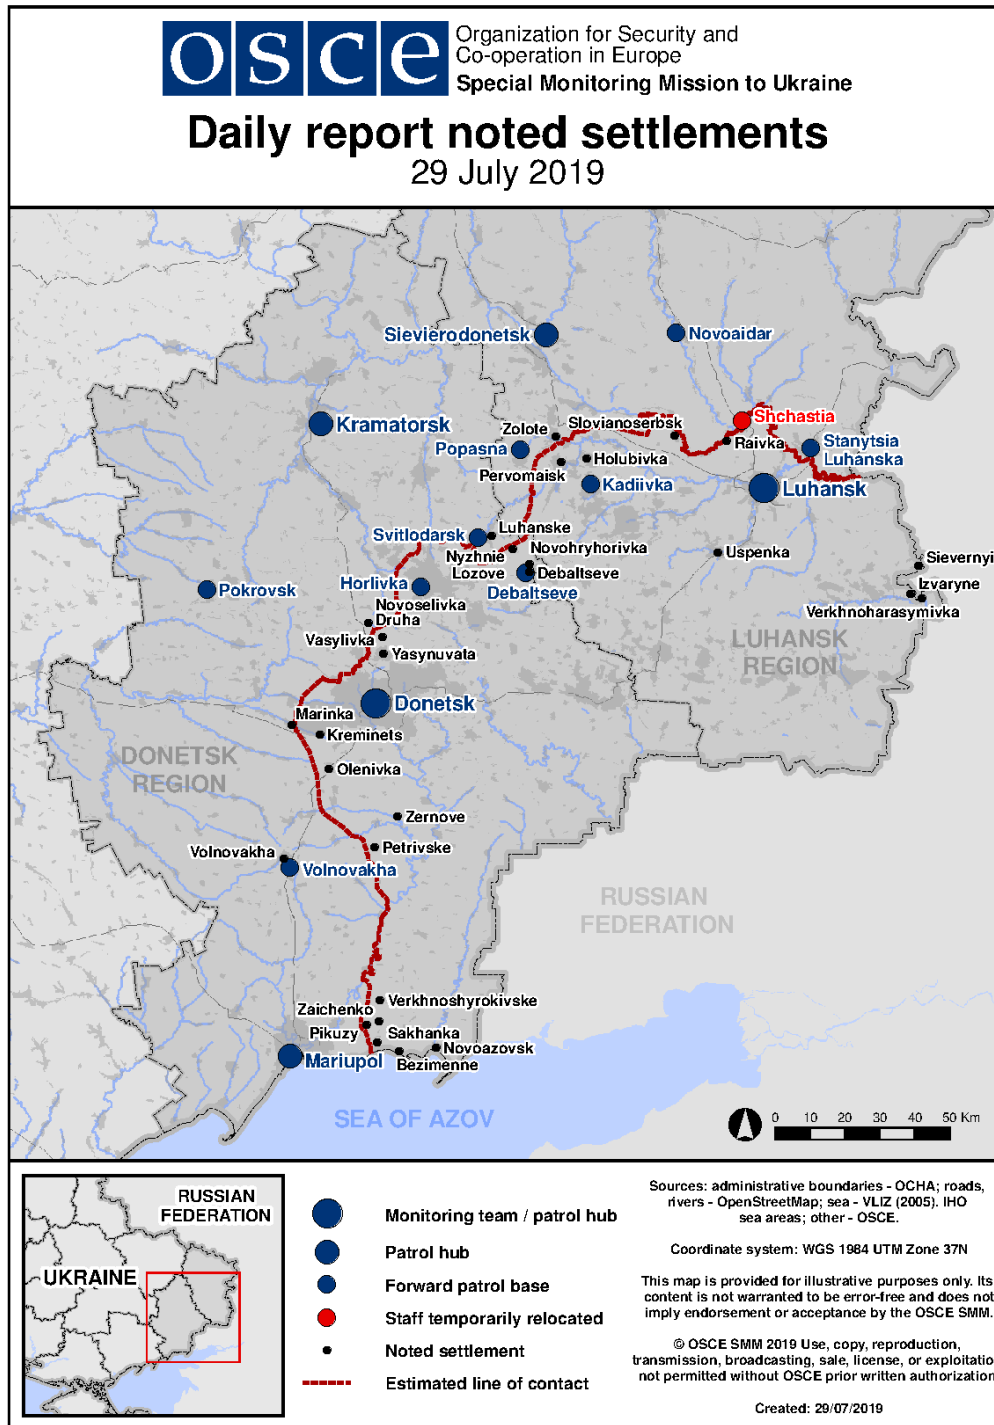 osce
Organization for Security and
Co-operation in Europe
Special Monitoring Mission to Ukraine
Daily report noted settlements
29 July 2019
Sievierodonetsk
Novoaidar
Kramatorsk
Shchastia
Zolote
Slovianoserbsk
Raivka
Stanytsia
Luhanska
Popasna
Holubivka
Pervomaisk
Kadiivka
Luhansk
Svitlodarsk
Luhanske
Nyzhnie
Lozove
Novohryhorivka
Uspenka
Debaltseve
Debaltseve
Sievernyi
Izvaryne
Verkhnoharasymivka
Pokrovsk
Horlivka
Novoselivka
Druha
Vasylivka
Yasynuvata
LUHANSK
REGION
Donetsk
Marinka
Kreminets
DONETSK
REGION
Olenivka
Zernove
Petrivske
Volnovakha
Volnovakha
RUSSIAN
FEDERATION
Verkhnoshyrokivske
Zaichenko
Pikuzy
Sakhanka
Novoazovsk
Bezimenne
Mariupol
SEA OF AZOV
0 10 20 30 40 50 Km
RUSSIAN
FEDERATION
UKRAINE
Monitoring team / patrol hub
Patrol hub
Forward patrol base
Staff temporarily relocated
Noted settlement
Estimated line of contact
Sources: administrative boundaries - OCHA; roads,
rivers - OpenStreetMap; sea - VLIZ (2005). IHO
sea areas; other - OSCE.
Coordinate system: WGS 1984 UTM Zone 37N
This map is provided for illustrative purposes only. Its
content is not warranted to be error-free and does not
imply endorsement or acceptance by the OSCE SMM.
© OSCE SMM 2019 Use, copy, reproduction,
transmission, broadcasting, sale, license, or exploitatio
not permitted without OSCE prior written authorization
Created: 29/07/2019